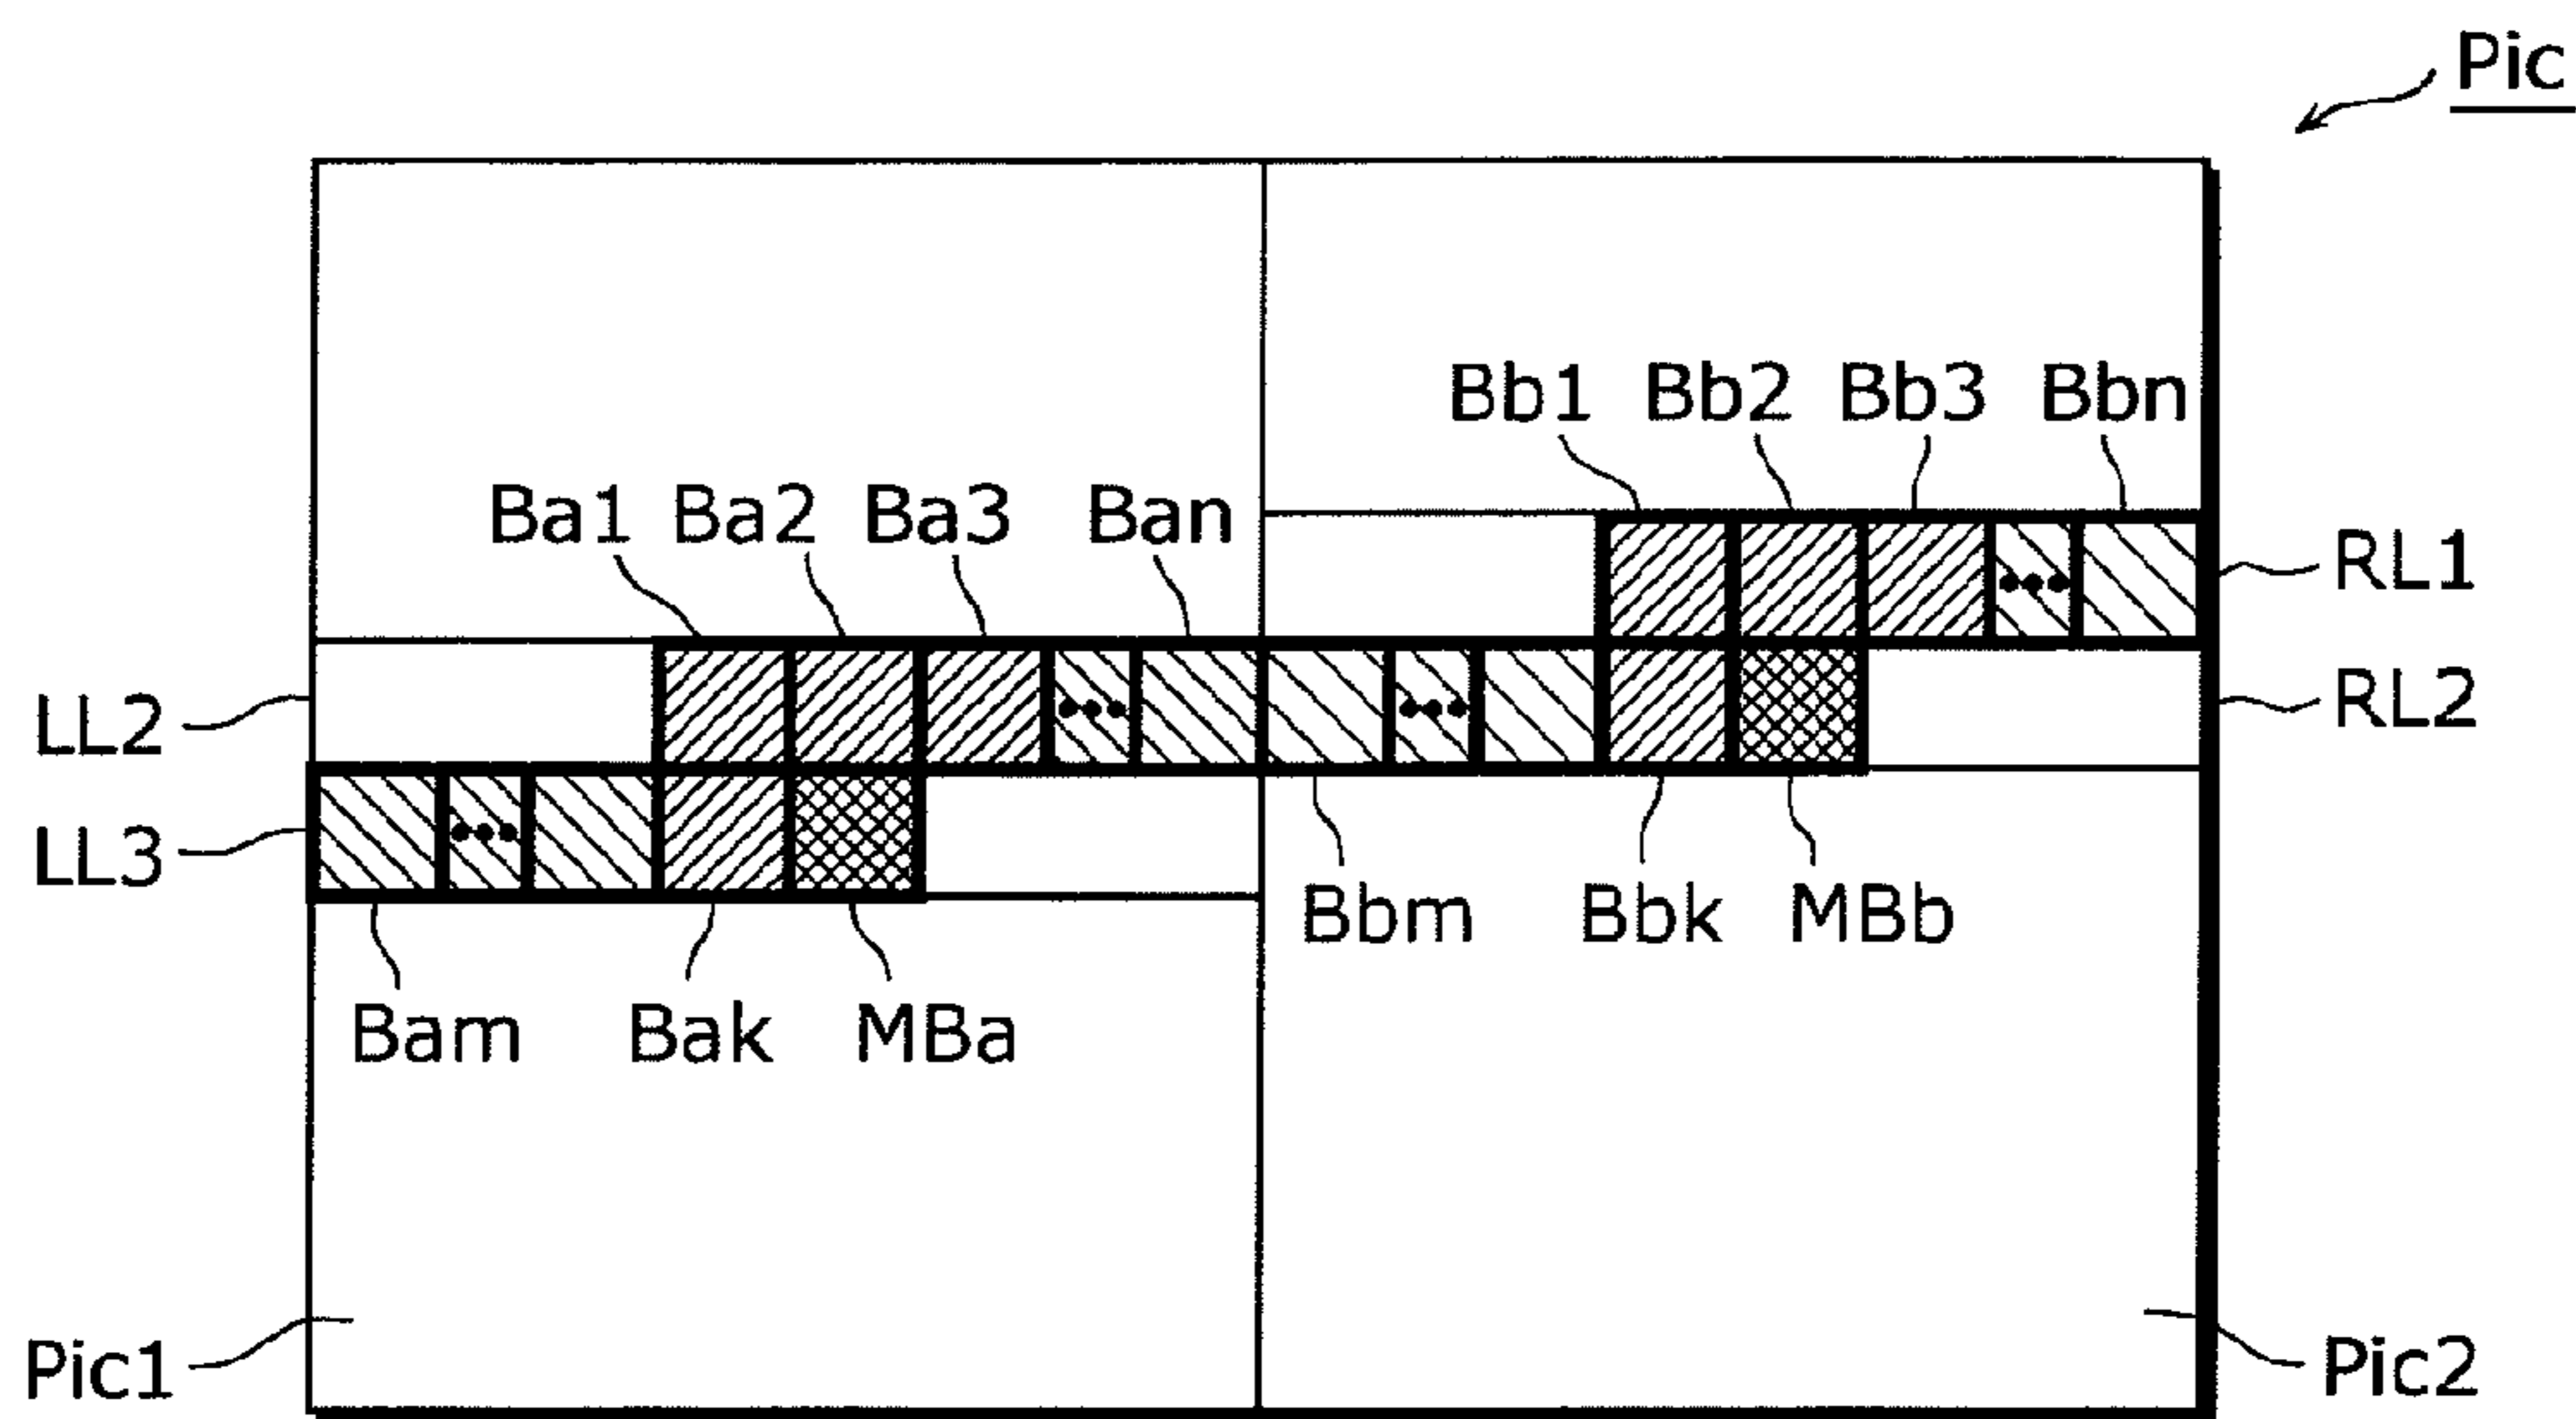 Pic
Bb1 Bb2 Bb3 Bbn
Ba1 Ba2 Ba3 Ban
RL1
LL2
RL2
LL3
Bbm Bbk MBb
Bam Bak MBa
Pic1
Pic2